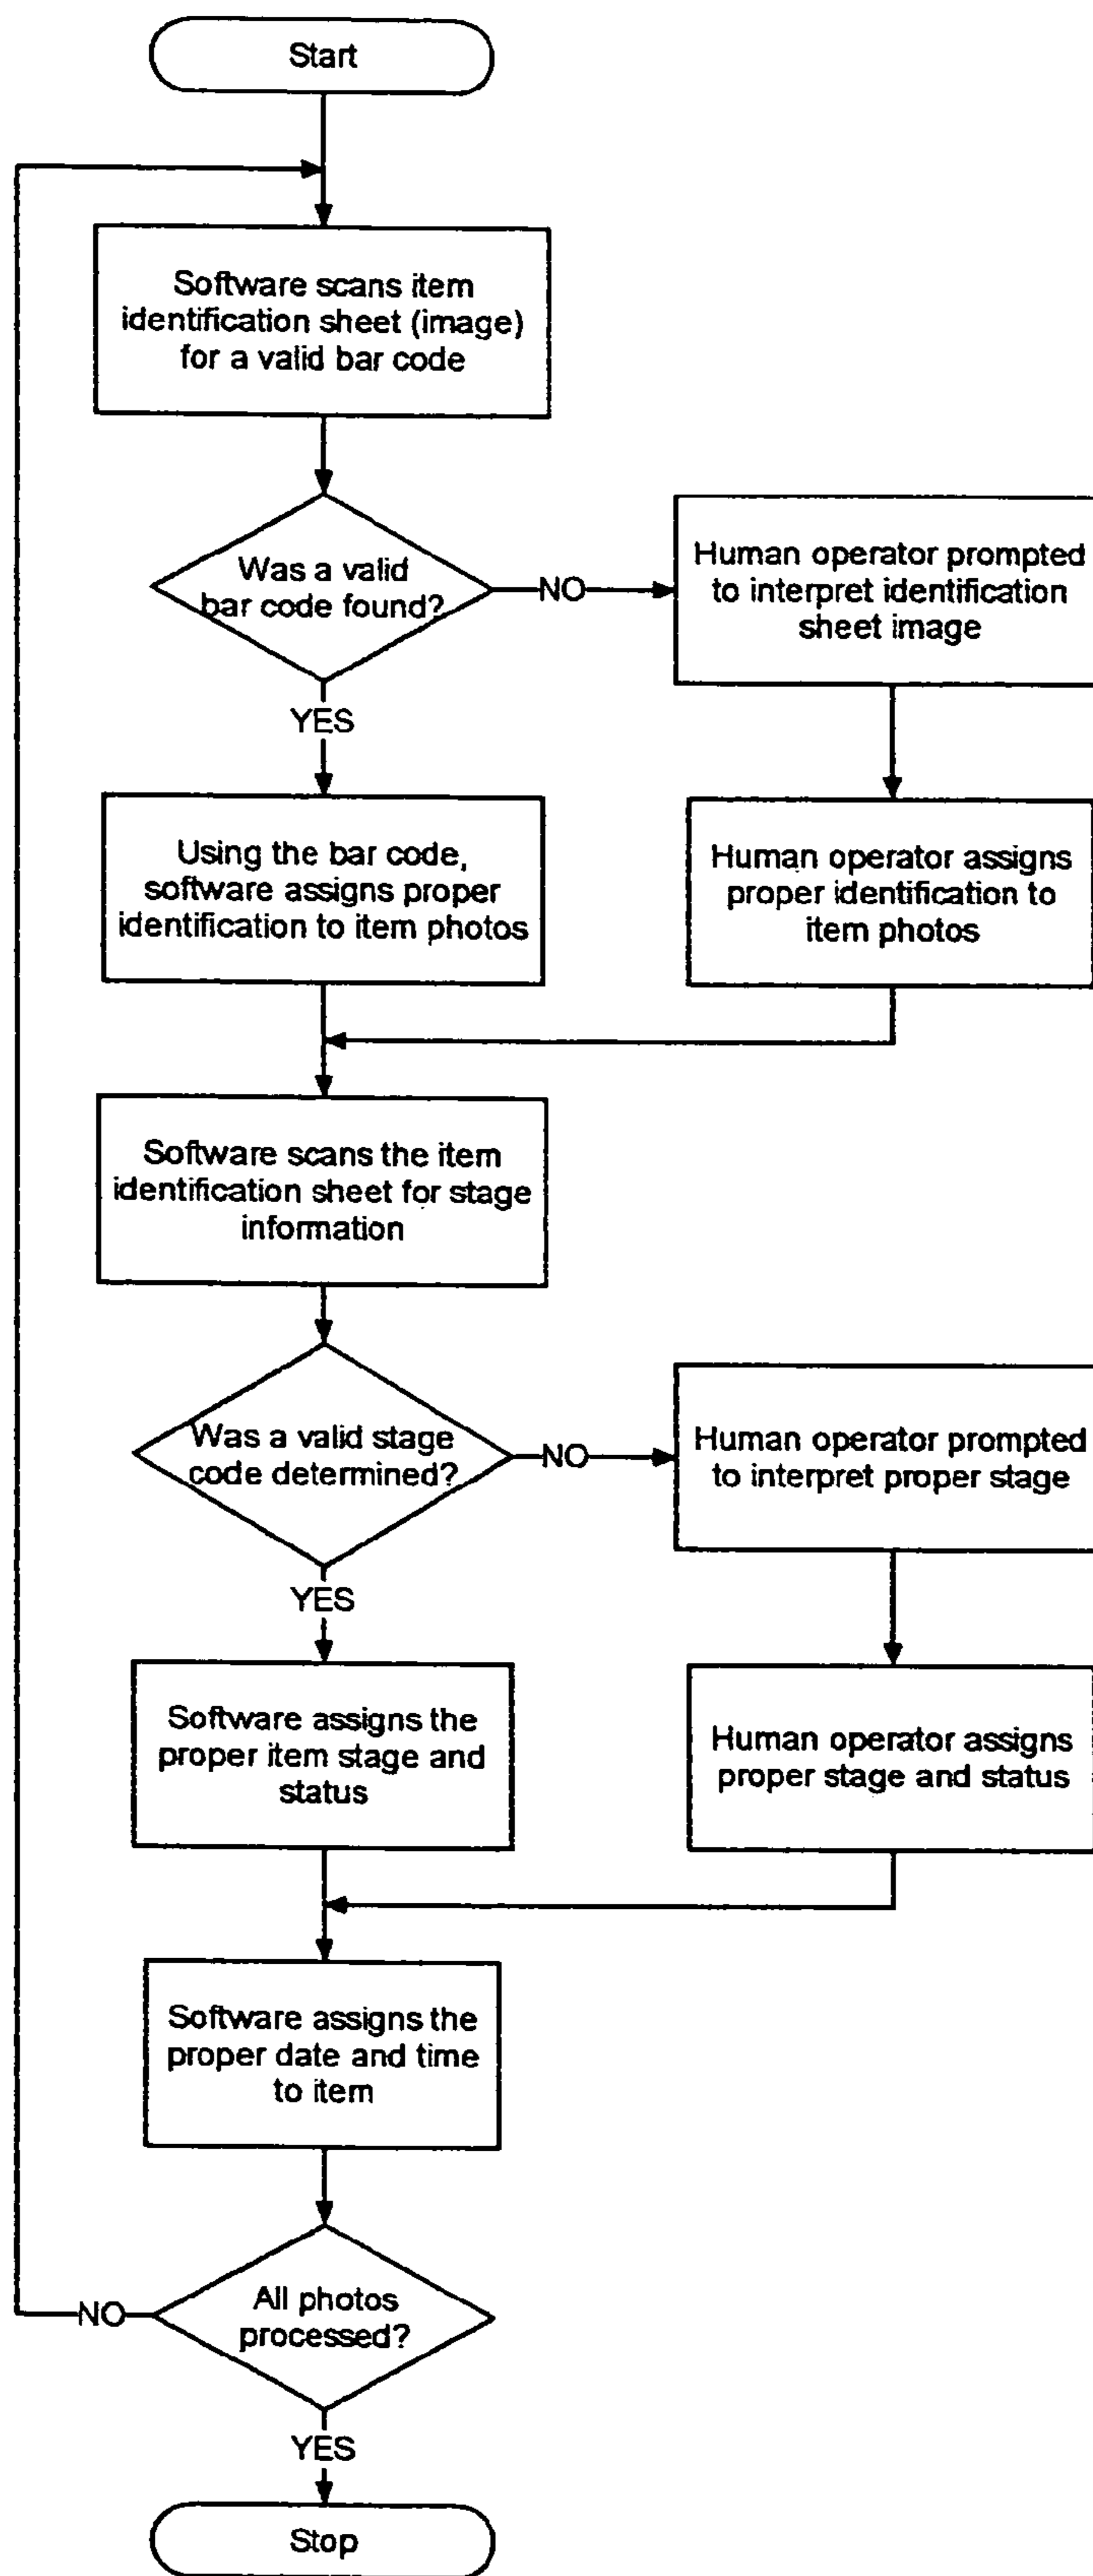 Start
Software scans item
identification sheet (image)
for a valid bar code
Was a valid
bar code found?
NO
Human operator prompted
to interpret identification
sheet image
YES
Using the bar code,
software assigns proper
identification to item photos
Human operator assigns
proper identification to
item photos
Software scans the item
identification sheet for stage
information
Was a valid stage
code determined?
NO
Human operator prompted
to interpret proper stage
YES
Software assigns the
proper item stage and
status
Human operator assigns
proper stage and status
Software assigns the
proper date and time
to item
All photos
processed?
NO
YES
Stop